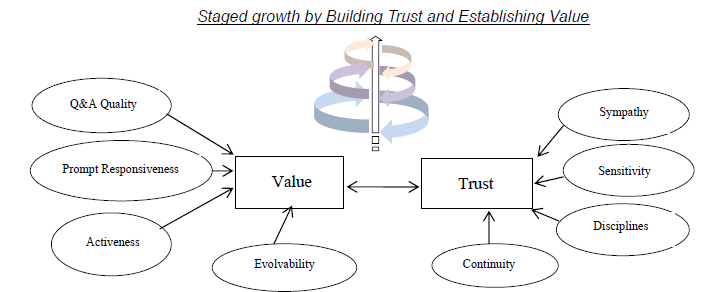 Staged growth by Building Trust and Establishing Value
Q&A Quality
Sympathy
Prompt Responsiveness
Sensitivity
Value
Trust
Disciplines
Activeness
Evolvability
Continuity